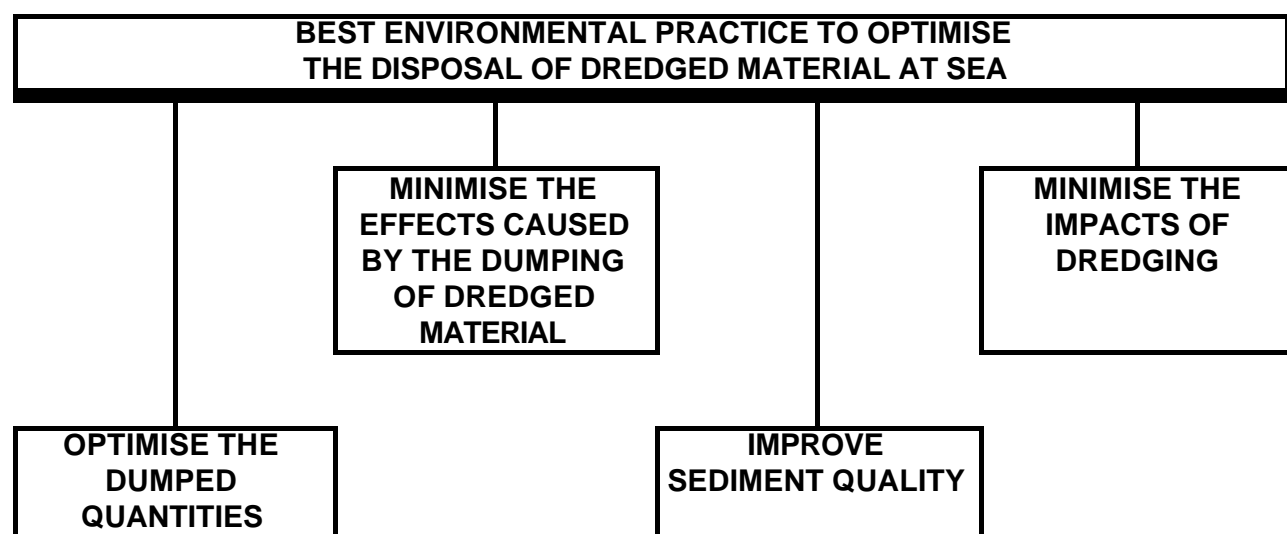 BEST ENVIRONMENTAL PRACTICE TO OPTIMISE
THE DISPOSAL OF DREDGED MATERIAL AT SEA
MINIMISE THE
EFFECTS CAUSED
BY THE DUMPING
OF DREDGED
MATERIAL
MINIMISE THE
IMPACTS OF
DREDGING
OPTIMISE THE
DUMPED
QUANTITIES
IMPROVE
SEDIMENT QUALITY